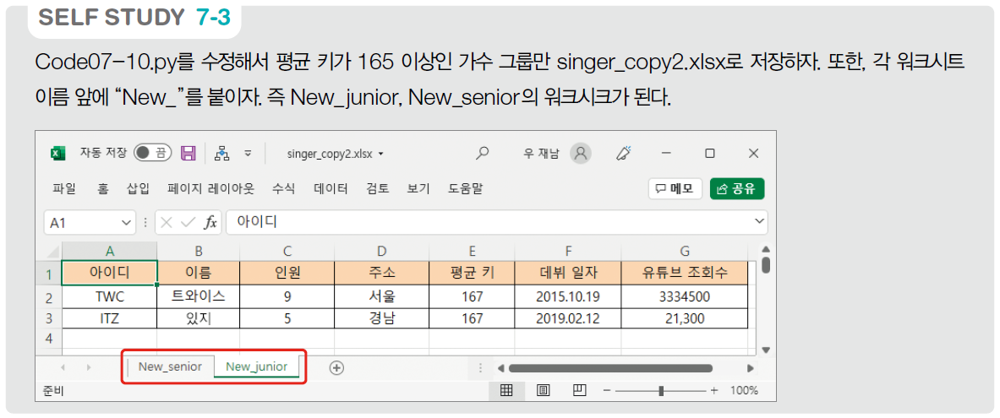 SELF STUDY 7-3
Code07-10.py를 수정해서 평균 키가 165 이상인 가수 그룹만 singer_copy2.xlsx로 저장하자. 또한, 각 워크시트
이름 앞에 “New_”를 붙이자. 즉 New_junior, New_senior의 워크시크가 된다.
자동 저장 끔 singer_copy2.xlsx 우 재남
파일 홈 삽입 페이지 레이아웃 수식 데이터 검토 보기 도움말 메모 공유
A1 fx 아이디
A B C D E F G
1 아이디 이름 인원 주소 평균 키 데뷔 일자 유튜브 조회수
2 TWC 트와이스 9 서울 167 2015.10.19 3334500
3 ITZ 있지 5 경남 167 2019.02.12 21,300
4
New_senior New_junior
준비 100%